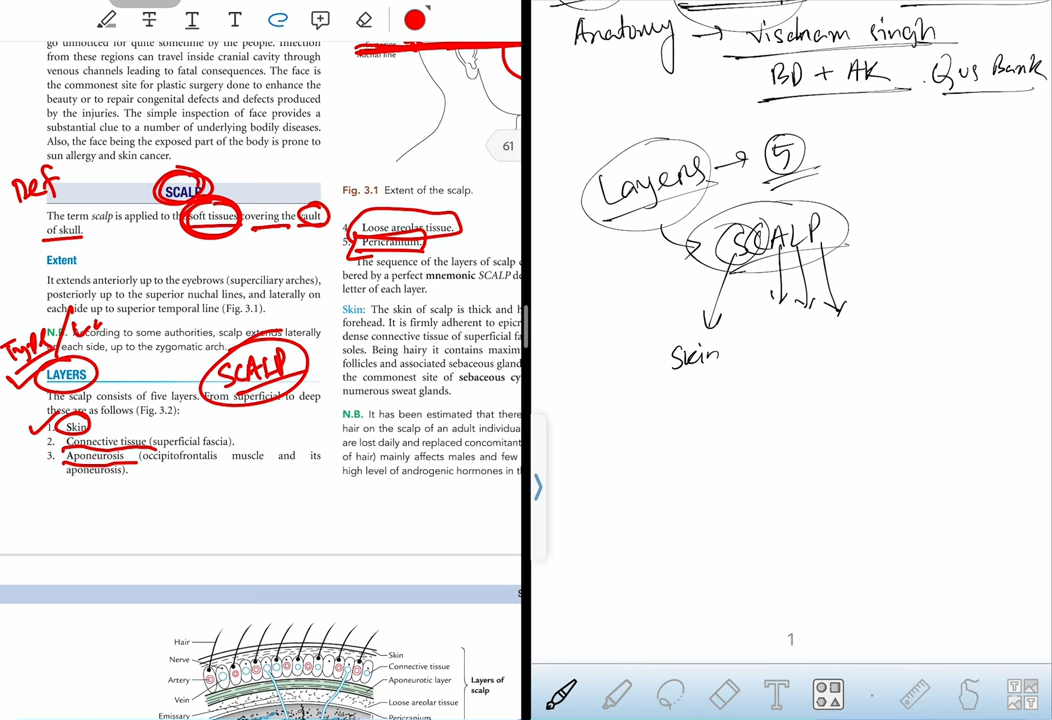 go unnoticed for quite sometime by the people. Infection
from these regions can travel inside cranial cavity through
venous channels leading to fatal consequences. The face is
the commonest site for plastic surgery done to enhance the
beauty or to repair congenital defects and defects produced
by the injuries. The simple inspection of face provides a
substantial clue to a number of underlying bodily diseases.
Also, the face being the exposed part of the body is prone to
sun allergy and skin cancer.
Def
SCALP
The term scalp is applied to the soft tissues covering the vault
of skull.
Extent
It extends anteriorly up to the eyebrows (superciliary arches),
posteriorly up to the superior nuchal lines, and laterally on
each side up to superior temporal line (Fig. 3.1).
N.B. According to some authorities, scalp extends laterally
on each side, up to the zygomatic arch.
Type
SCALP
LAYERS
The scalp consists of five layers. From superficial to deep
these are as follows (Fig. 3.2):
1. Skin
2. Connective tissue (superficial fascia).
3. Aponeurosis (occipitofrontalis muscle and its
aponeurosis).
nuchal line
61
Fig. 3.1 Extent of the scalp.
4. Loose areolar tissue.
5. Pericranium.
The sequence of the layers of scalp
bered by a perfect mnemonic SCALP
letter of each layer.
Skin: The skin of scalp is thick and
forehead. It is firmly adherent to
dense connective tissue of superficial
soles. Being hairy it contains
follicles and associated sebaceous
the commonest site of sebaceous
numerous sweat glands.
N.B. It has been estimated that
hair on the scalp of an adult
are lost daily and replaced
of hair) mainly affects males and few
high level of androgenic hormones in
Hair
Nerve
Artery
Vein
Emissary
Skin
Connective tissue
Aponeurotic layer
Loose areolar tissue
Pericranium
Layers of
scalp
Anatomy → Vishram singh
BD + AK . Qus Bank
Layers → 5
SCALP
Skin
1